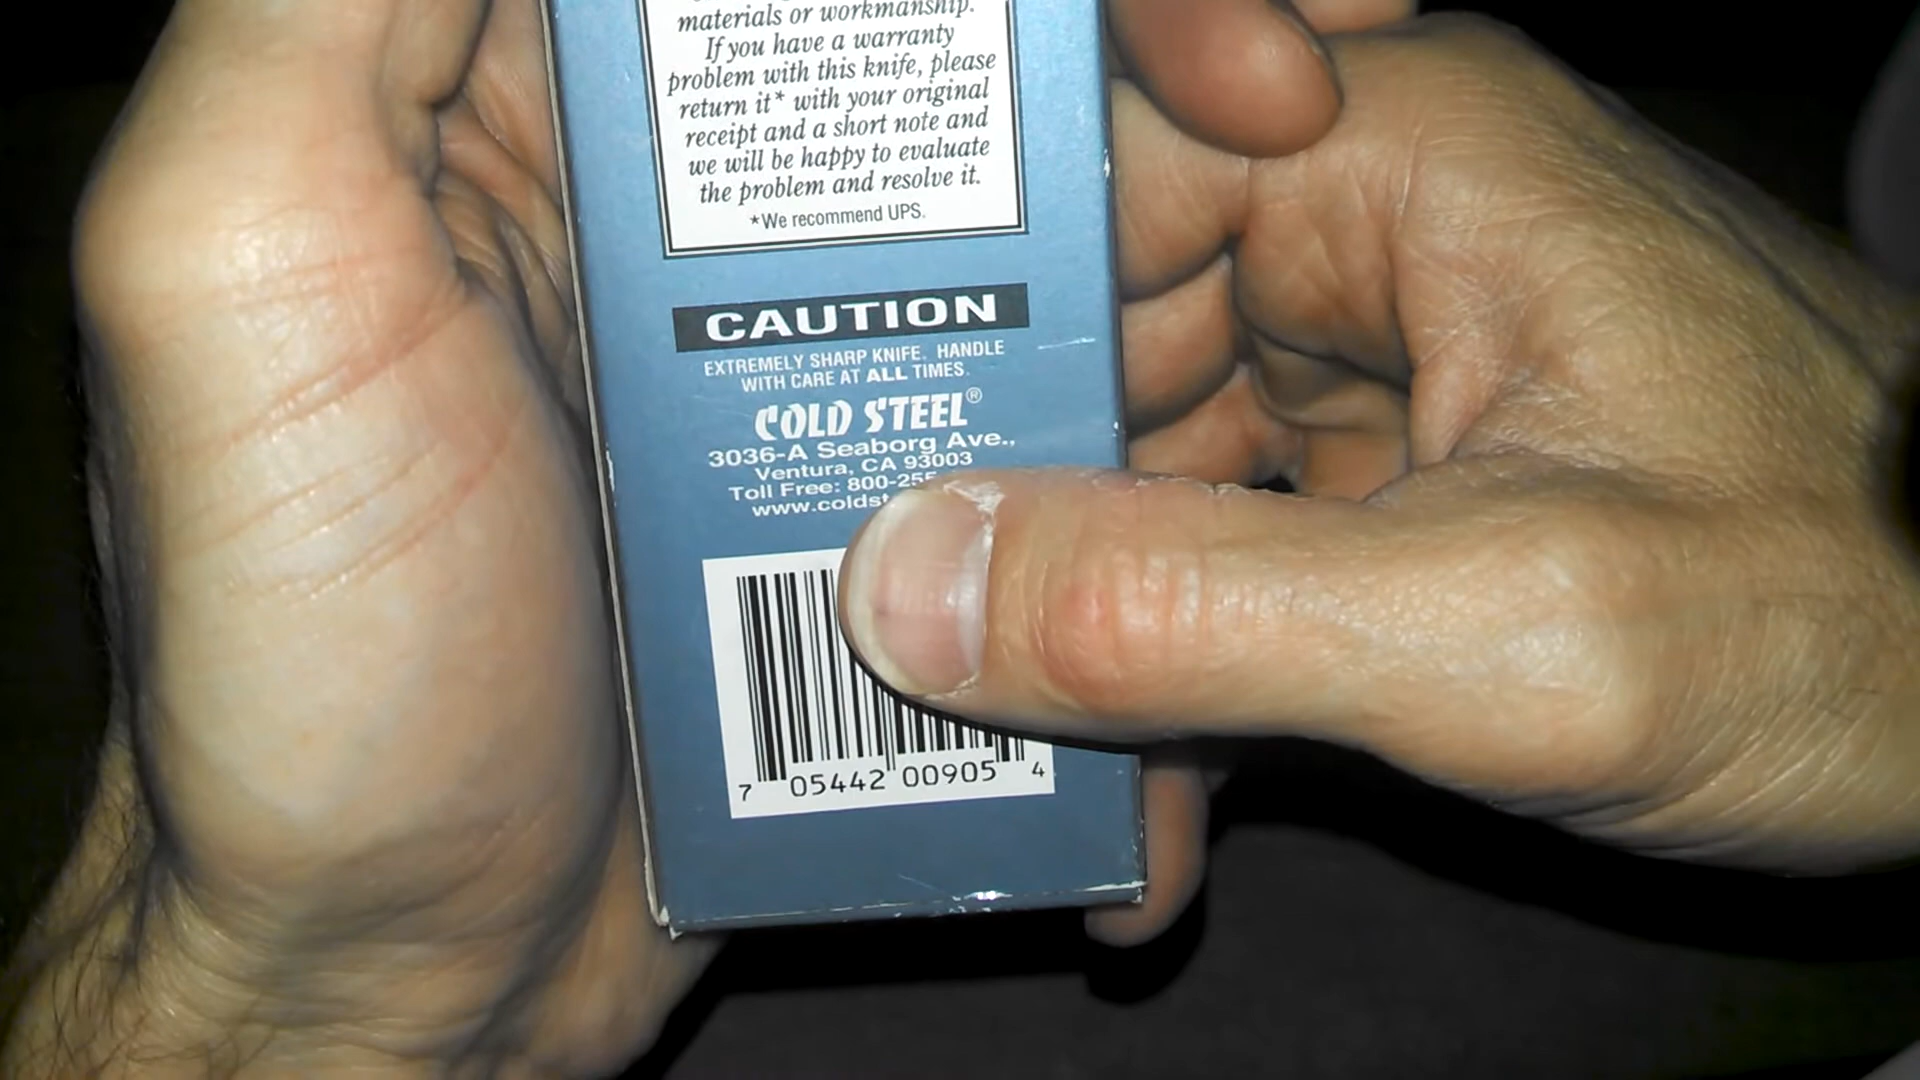 materials or workmanship.
If you have a warranty
problem with this knife, please
return it* with your original
receipt and a short note and
we will be happy to evaluate
the problem and resolve it.
*We recommend UPS.
CAUTION
EXTREMELY SHARP KNIFE. HANDLE
WITH CARE AT ALL TIMES.
COLD STEEL®
3036-A Seaborg Ave.,
Ventura, CA 93003
Toll Free: 800-255
www.coldst
7 05442 00905 4